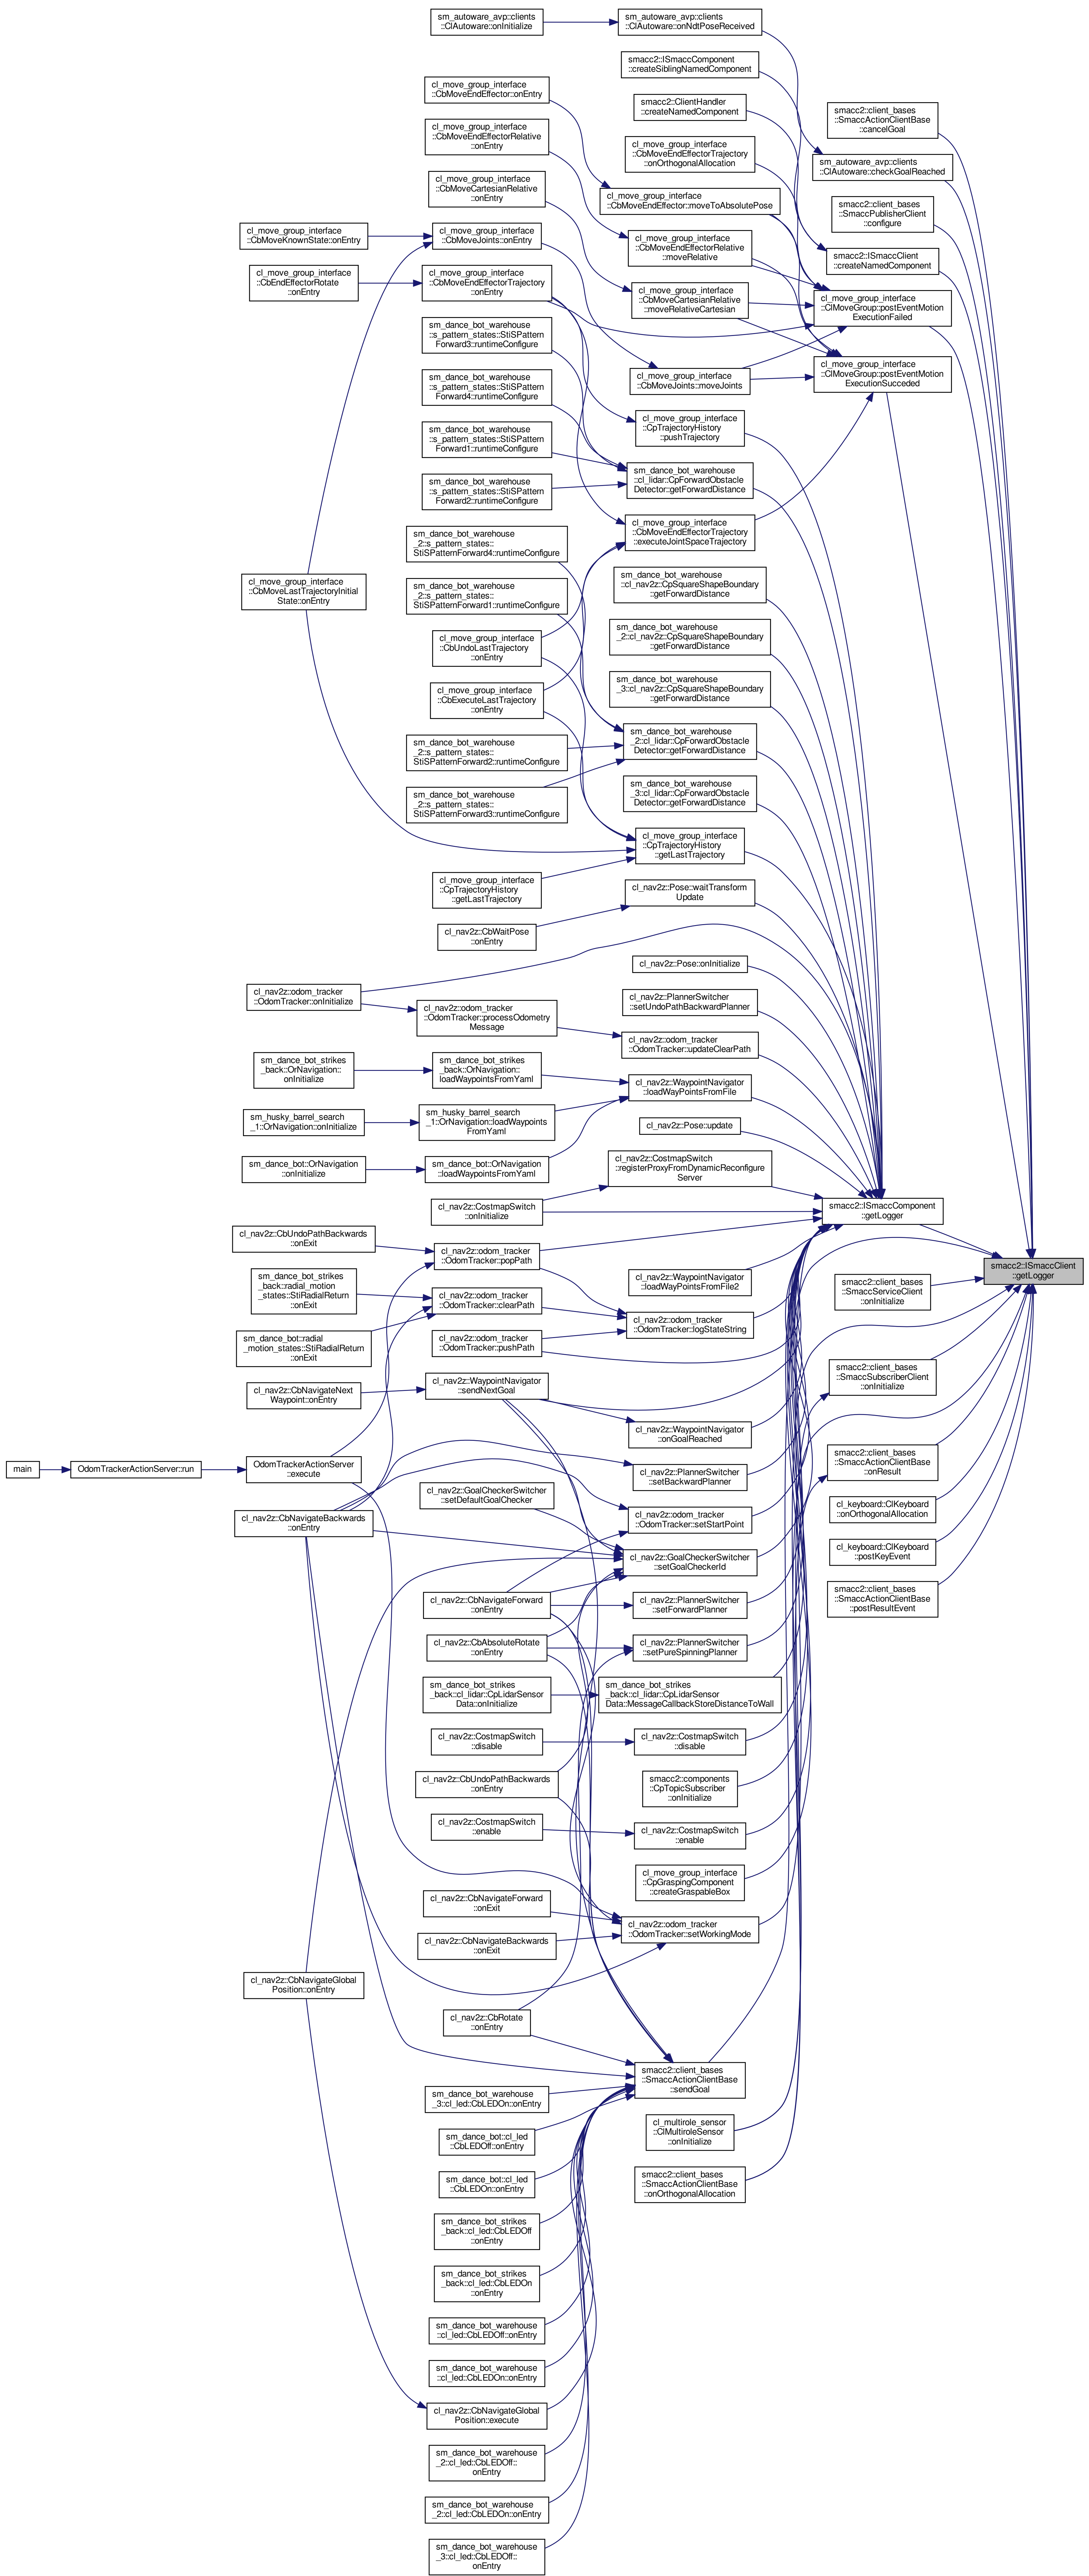 sm_autoware_avp::clients
::ClAutoware::onInitialize
sm_autoware_avp::clients
::ClAutoware::onNdtPoseReceived
smacc2::ISmaccComponent
::createSiblingNamedComponent
cl_move_group_interface
::CbMoveEndEffector::onEntry
smacc2::ClientHandler
::createNamedComponent
smacc2::client_bases
::SmaccActionClientBase
::cancelGoal
cl_move_group_interface
::CbMoveEndEffectorRelative
::onEntry
cl_move_group_interface
::CbMoveEndEffectorTrajectory
::onOrthogonalAllocation
sm_autoware_avp::clients
::ClAutoware::checkGoalReached
cl_move_group_interface
::CbMoveCartesianRelative
::onEntry
cl_move_group_interface
::CbMoveEndEffector::moveToAbsolutePose
smacc2::client_bases
::SmaccPublisherClient
::configure
cl_move_group_interface
::CbMoveKnownState::onEntry
cl_move_group_interface
::CbMoveJoints::onEntry
cl_move_group_interface
::CbMoveEndEffectorRelative
::moveRelative
smacc2::ISmaccClient
::createNamedComponent
cl_move_group_interface
::CbEndEffectorRotate
::onEntry
cl_move_group_interface
::CbMoveEndEffectorTrajectory
::onEntry
cl_move_group_interface
::CbMoveCartesianRelative
::moveRelativeCartesian
cl_move_group_interface
::ClMoveGroup::postEventMotion
ExecutionFailed
sm_dance_bot_warehouse
::s_pattern_states::StiSPattern
Forward3::runtimeConfigure
cl_move_group_interface
::ClMoveGroup::postEventMotion
ExecutionSucceded
sm_dance_bot_warehouse
::s_pattern_states::StiSPattern
Forward4::runtimeConfigure
cl_move_group_interface
::CbMoveJoints::moveJoints
sm_dance_bot_warehouse
::s_pattern_states::StiSPattern
Forward1::runtimeConfigure
cl_move_group_interface
::CpTrajectoryHistory
::pushTrajectory
sm_dance_bot_warehouse
::s_pattern_states::StiSPattern
Forward2::runtimeConfigure
sm_dance_bot_warehouse
::cl_lidar::CpForwardObstacle
Detector::getForwardDistance
sm_dance_bot_warehouse
_2::s_pattern_states::
StiSPatternForward4::runtimeConfigure
cl_move_group_interface
::CbMoveEndEffectorTrajectory
::executeJointSpaceTrajectory
cl_move_group_interface
::CbMoveLastTrajectoryInitial
State::onEntry
sm_dance_bot_warehouse
_2::s_pattern_states::
StiSPatternForward1::runtimeConfigure
sm_dance_bot_warehouse
::cl_nav2z::CpSquareShapeBoundary
::getForwardDistance
cl_move_group_interface
::CbUndoLastTrajectory
::onEntry
sm_dance_bot_warehouse
_2::cl_nav2z::CpSquareShapeBoundary
::getForwardDistance
cl_move_group_interface
::CbExecuteLastTrajectory
::onEntry
sm_dance_bot_warehouse
_3::cl_nav2z::CpSquareShapeBoundary
::getForwardDistance
sm_dance_bot_warehouse
_2::s_pattern_states::
StiSPatternForward2::runtimeConfigure
sm_dance_bot_warehouse
_2::cl_lidar::CpForwardObstacle
Detector::getForwardDistance
sm_dance_bot_warehouse
_2::s_pattern_states::
StiSPatternForward3::runtimeConfigure
sm_dance_bot_warehouse
_3::cl_lidar::CpForwardObstacle
Detector::getForwardDistance
cl_move_group_interface
::CpTrajectoryHistory
::getLastTrajectory
cl_move_group_interface
::CpTrajectoryHistory
::getLastTrajectory
cl_nav2z::Pose::waitTransform
Update
cl_nav2z::CbWaitPose
::onEntry
cl_nav2z::Pose::onInitialize
cl_nav2z::odom_tracker
::OdomTracker::onInitialize
cl_nav2z::odom_tracker
::OdomTracker::processOdometry
Message
cl_nav2z::PlannerSwitcher
::setUndoPathBackwardPlanner
cl_nav2z::odom_tracker
::OdomTracker::updateClearPath
sm_dance_bot_strikes
_back::OrNavigation::
onInitialize
sm_dance_bot_strikes
_back::OrNavigation::
loadWaypointsFromYaml
cl_nav2z::WaypointNavigator
::loadWayPointsFromFile
sm_husky_barrel_search
_1::OrNavigation::onInitialize
sm_husky_barrel_search
_1::OrNavigation::loadWaypoints
FromYaml
cl_nav2z::Pose::update
sm_dance_bot::OrNavigation
::onInitialize
sm_dance_bot::OrNavigation
::loadWaypointsFromYaml
cl_nav2z::CostmapSwitch
::registerProxyFromDynamicReconfigure
Server
cl_nav2z::CostmapSwitch
::onInitialize
smacc2::ISmaccComponent
::getLogger
cl_nav2z::CbUndoPathBackwards
::onExit
cl_nav2z::odom_tracker
::OdomTracker::popPath
smacc2::ISmaccClient
::getLogger
sm_dance_bot_strikes
_back::radial_motion
_states::StiRadialReturn
::onExit
cl_nav2z::odom_tracker
::OdomTracker::clearPath
cl_nav2z::WaypointNavigator
::loadWayPointsFromFile2
smacc2::client_bases
::SmaccServiceClient
::onInitialize
sm_dance_bot::radial
_motion_states::StiRadialReturn
::onExit
cl_nav2z::odom_tracker
::OdomTracker::pushPath
cl_nav2z::odom_tracker
::OdomTracker::logStateString
cl_nav2z::CbNavigateNext
Waypoint::onEntry
cl_nav2z::WaypointNavigator
::sendNextGoal
smacc2::client_bases
::SmaccSubscriberClient
::onInitialize
cl_nav2z::WaypointNavigator
::onGoalReached
main
OdomTrackerActionServer::run
OdomTrackerActionServer
::execute
cl_nav2z::PlannerSwitcher
::setBackwardPlanner
smacc2::client_bases
::SmaccActionClientBase
::onResult
cl_nav2z::GoalCheckerSwitcher
::setDefaultGoalChecker
cl_nav2z::CbNavigateBackwards
::onEntry
cl_nav2z::odom_tracker
::OdomTracker::setStartPoint
cl_keyboard::ClKeyboard
::onOrthogonalAllocation
cl_nav2z::GoalCheckerSwitcher
::setGoalCheckerId
cl_keyboard::ClKeyboard
::postKeyEvent
cl_nav2z::CbNavigateForward
::onEntry
cl_nav2z::PlannerSwitcher
::setForwardPlanner
smacc2::client_bases
::SmaccActionClientBase
::postResultEvent
cl_nav2z::CbAbsoluteRotate
::onEntry
cl_nav2z::PlannerSwitcher
::setPureSpinningPlanner
sm_dance_bot_strikes
_back::cl_lidar::CpLidarSensor
Data::onInitialize
sm_dance_bot_strikes
_back::cl_lidar::CpLidarSensor
Data::MessageCallbackStoreDistanceToWall
cl_nav2z::CostmapSwitch
::disable
cl_nav2z::CostmapSwitch
::disable
cl_nav2z::CbUndoPathBackwards
::onEntry
smacc2::components
::CpTopicSubscriber
::onInitialize
cl_nav2z::CostmapSwitch
::enable
cl_nav2z::CostmapSwitch
::enable
cl_move_group_interface
::CpGraspingComponent
::createGraspableBox
cl_nav2z::CbNavigateForward
::onExit
cl_nav2z::odom_tracker
::OdomTracker::setWorkingMode
cl_nav2z::CbNavigateBackwards
::onExit
cl_nav2z::CbNavigateGlobal
Position::onEntry
cl_nav2z::CbRotate
::onEntry
smacc2::client_bases
::SmaccActionClientBase
::sendGoal
sm_dance_bot_warehouse
_3::cl_led::CbLEDOn::onEntry
cl_multirole_sensor
::ClMultiroleSensor
::onInitialize
sm_dance_bot::cl_led
::CbLEDOff::onEntry
sm_dance_bot::cl_led
::CbLEDOn::onEntry
smacc2::client_bases
::SmaccActionClientBase
::onOrthogonalAllocation
sm_dance_bot_strikes
_back::cl_led::CbLEDOff
::onEntry
sm_dance_bot_strikes
_back::cl_led::CbLEDOn
::onEntry
sm_dance_bot_warehouse
::cl_led::CbLEDOff::onEntry
sm_dance_bot_warehouse
::cl_led::CbLEDOn::onEntry
cl_nav2z::CbNavigateGlobal
Position::execute
sm_dance_bot_warehouse
_2::cl_led::CbLEDOff::
onEntry
sm_dance_bot_warehouse
_2::cl_led::CbLEDOn::onEntry
sm_dance_bot_warehouse
_3::cl_led::CbLEDOff::
onEntry